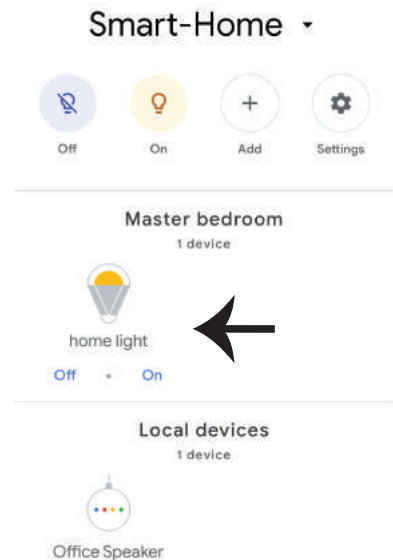 Smart-Home
Off On Add Settings
Master bedroom
1 device
home light
Off • On
Local devices
1 device
Office Speaker